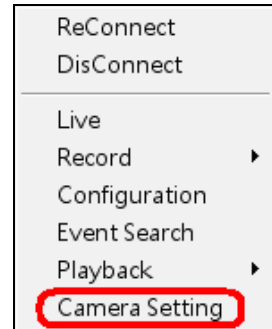 ReConnect
DisConnect
Live
Record
Configuration
Event Search
Playback
Camera Setting